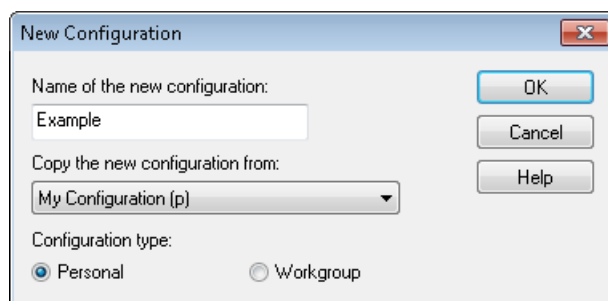 New Configuration
Name of the new configuration:
Example
Copy the new configuration from:
My Configuration (p)
Configuration type:
Personal
Workgroup
OK
Cancel
Help